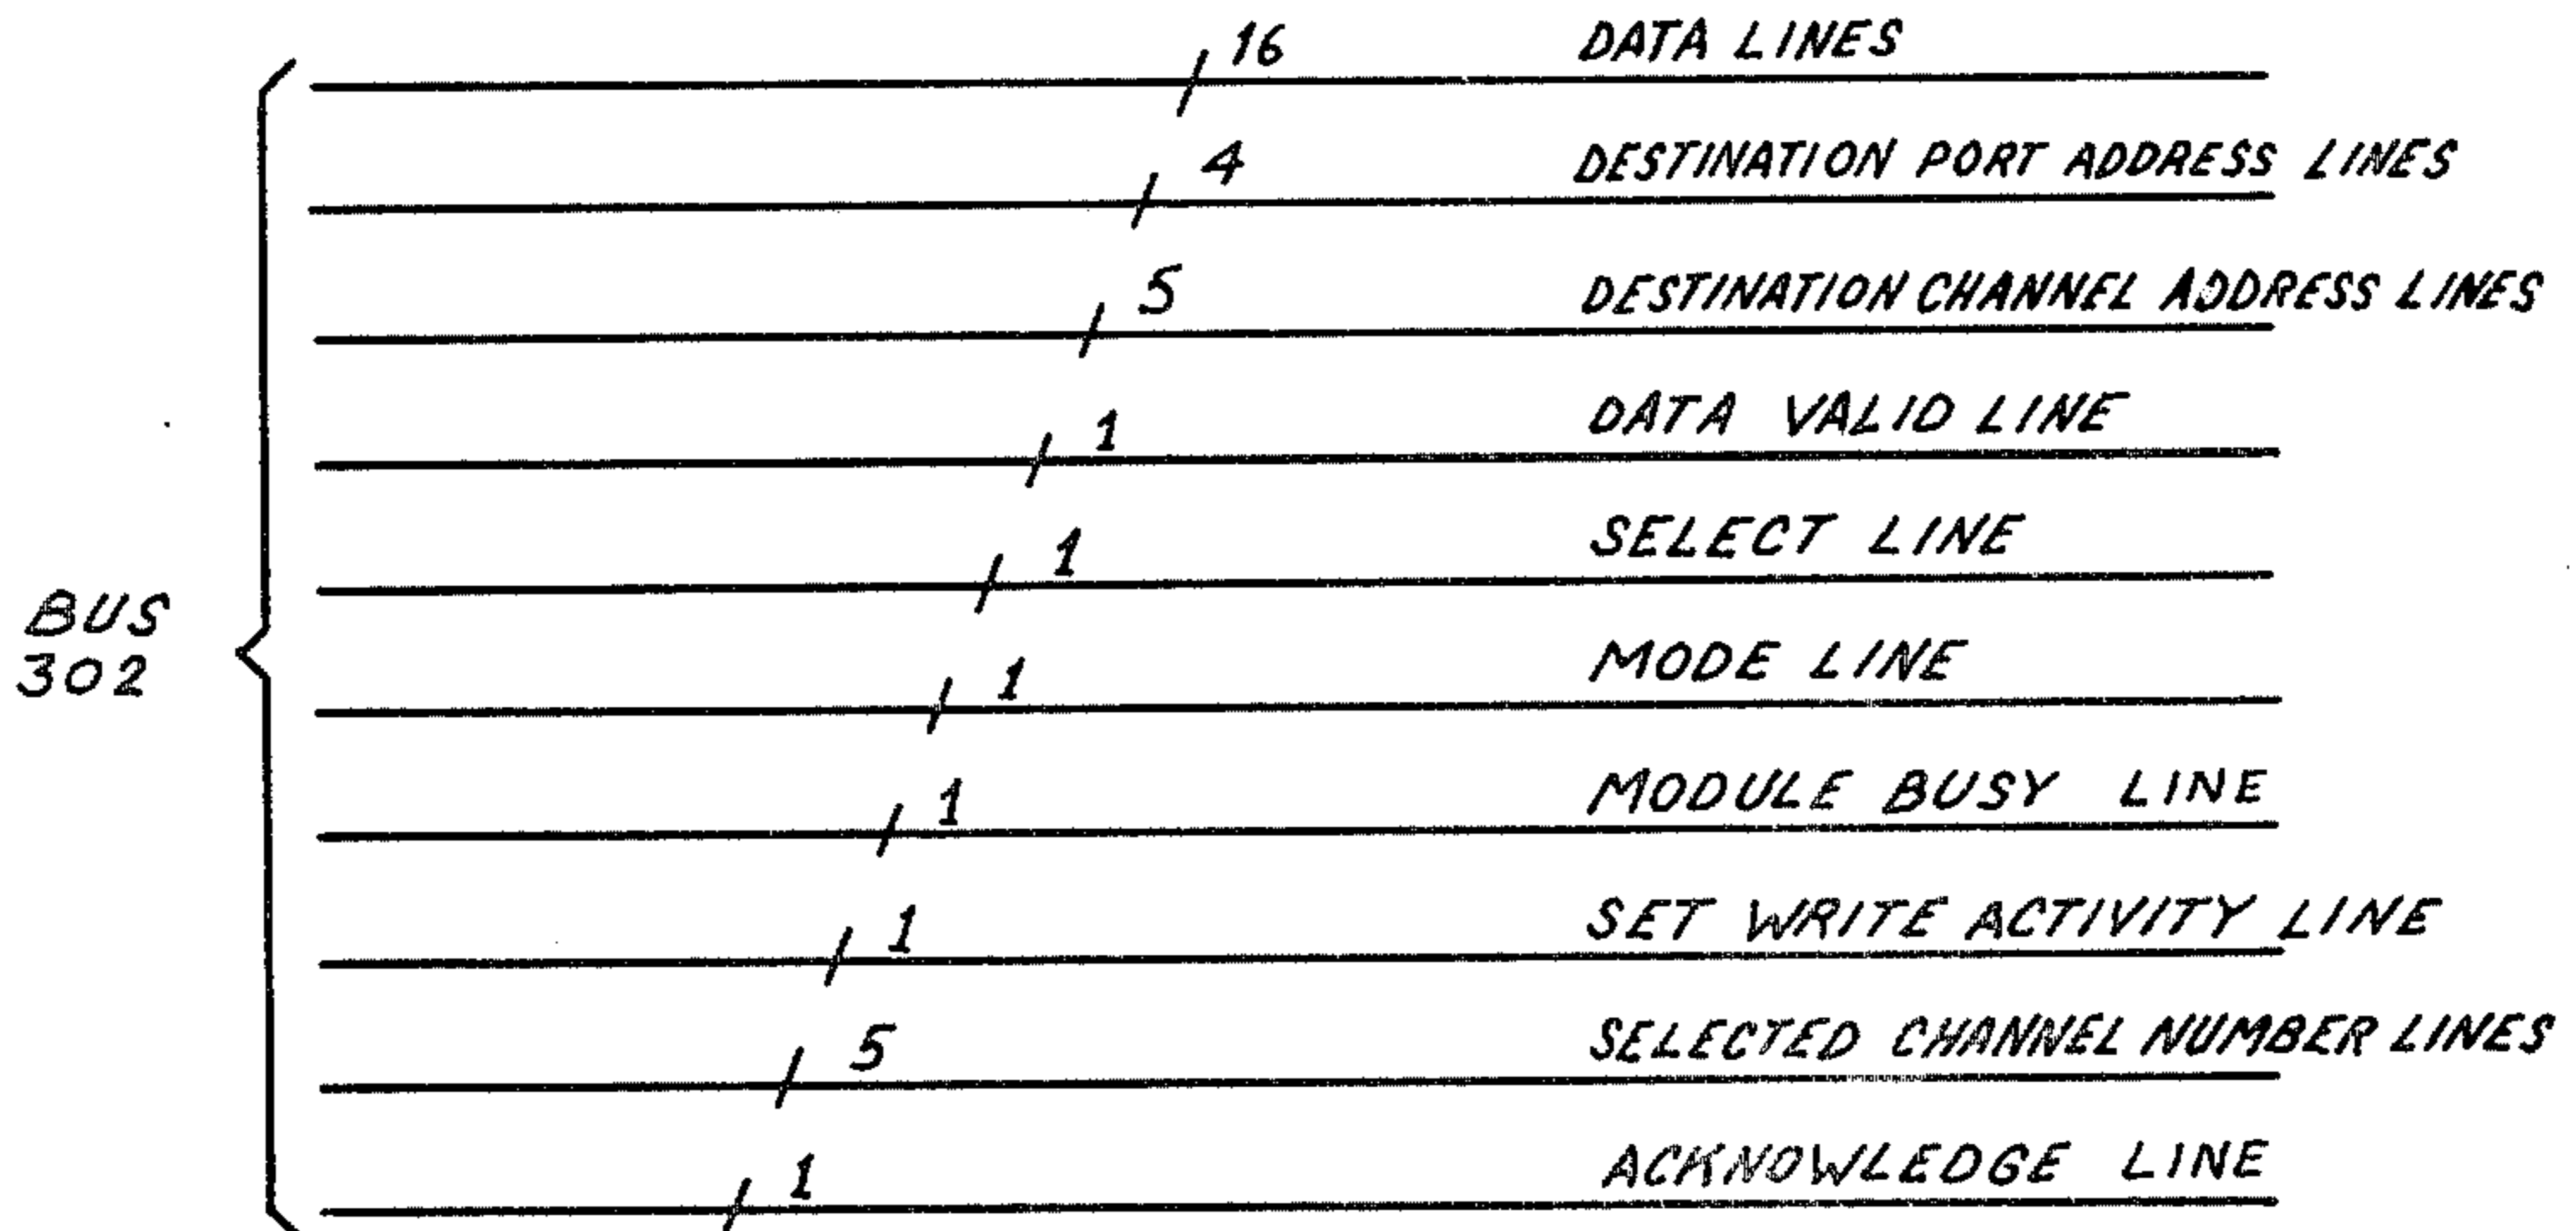 16 DATA LINES
4 DESTINATION PORT ADDRESS LINES
5 DESTINATION CHANNEL ADDRESS LINES
1 DATA VALID LINE
1 SELECT LINE
BUS
302
1 MODE LINE
1 MODULE BUSY LINE
1 SET WRITE ACTIVITY LINE
5 SELECTED CHANNEL NUMBER LINES
1 ACKNOWLEDGE LINE